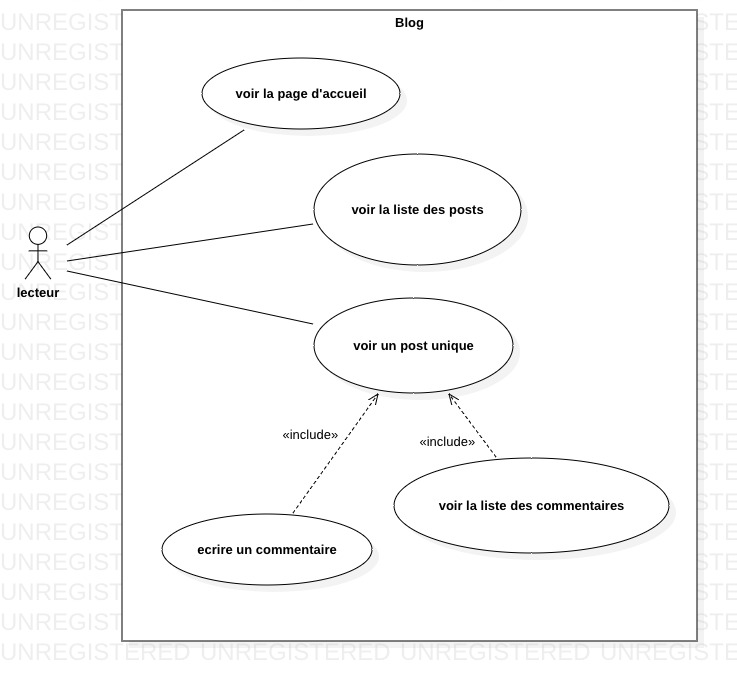 Blog
voir la page d'accueil
voir la liste des posts
lecteur
voir un post unique
«include»
«include»
voir la liste des commentaires
ecrire un commentaire
UNREGISTERED UNREGISTERED UNREGISTERED UNREGISTERED